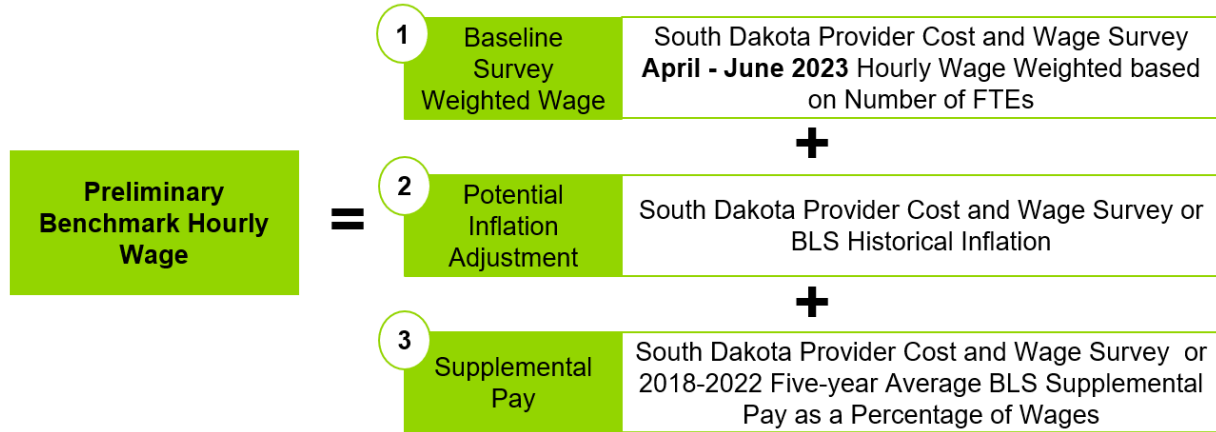 Preliminary
Benchmark Hourly
Wage
=
1
Baseline
Survey
Weighted Wage
South Dakota Provider Cost and Wage Survey
April - June 2023 Hourly Wage Weighted based
on Number of FTEs
+
2
Potential
Inflation
Adjustment
South Dakota Provider Cost and Wage Survey or
BLS Historical Inflation
+
3
Supplemental
Pay
South Dakota Provider Cost and Wage Survey  or
2018-2022 Five-year Average BLS Supplemental
Pay as a Percentage of Wages